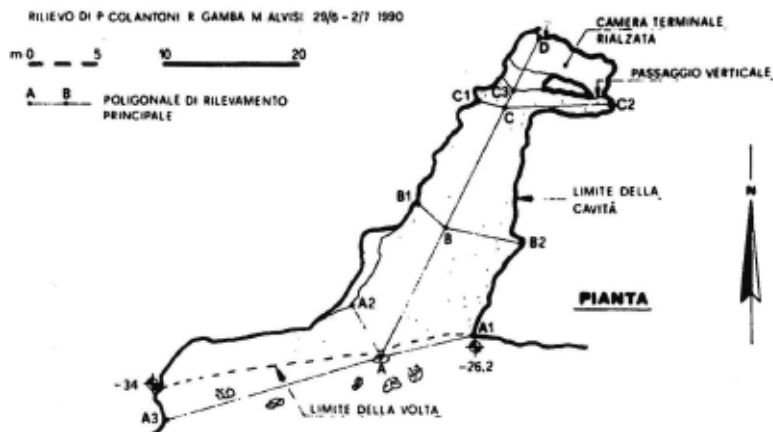 RILIEVO DI P COLANTONI R GAMBA M ALVISI 29/6 - 2/7 1990
m 0 5 10 20
A B
POLIGONALE DI RILEVAMENTO
PRINCIPALE
D
CAMERA TERMINALE
RIALZATA
PASSAGGIO VERTICALE
C1
C3
C2
C
B1
LIMITE DELLA
CAVITÀ
N
B
B2
PIANTA
A2
A1
A
-26.2
-34
LIMITE DELLA VOLTA
A3